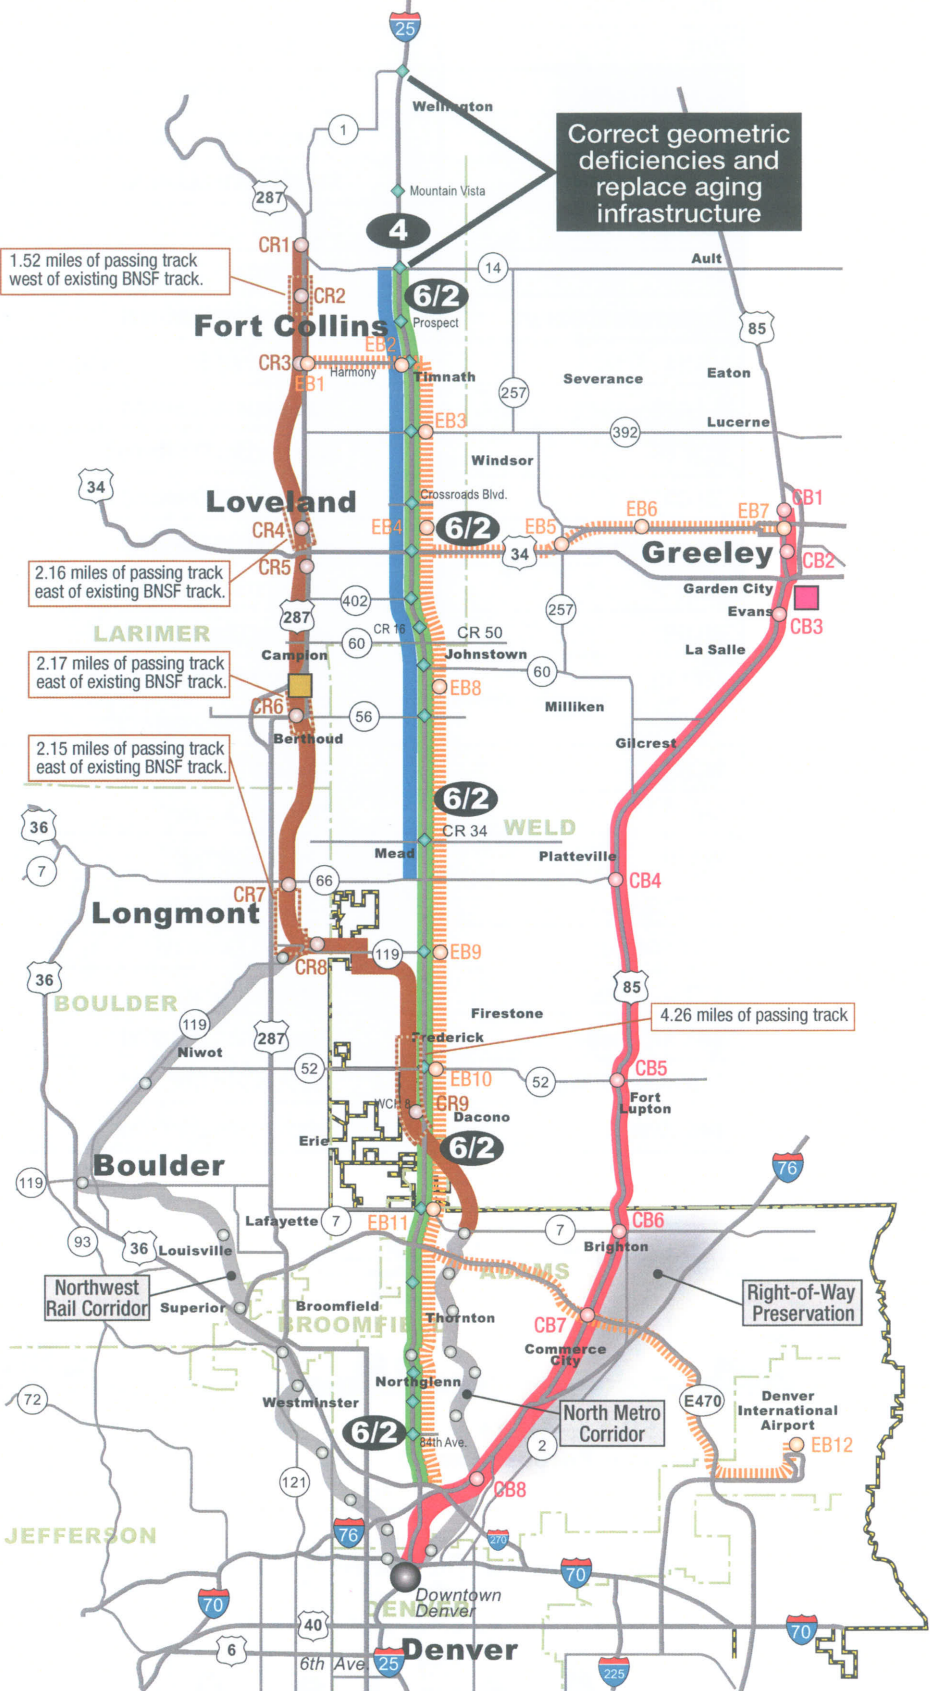 25
Wellington
1
Correct geometric
deficiencies and
replace aging
infrastructure
287
Mountain Vista
4
CR1
1.52 miles of passing track
west of existing BNSF track.
14
Ault
CR2
6/2
Fort Collins
Prospect
85
EB2
CR3
EB1
Harmony
Timnath
Severance
Eaton
257
EB3
392
Lucerne
Windsor
34
Loveland
Crossroads Blvd.
CB1
CR4
EB4
6/2
EB5
EB6
EB7
34
Greeley
CB2
CR5
2.16 miles of passing track
east of existing BNSF track.
Garden City
402
257
Evans
CB3
287
LARIMER
CR 16
CR 50
60
La Salle
Campion
Johnstown
2.17 miles of passing track
east of existing BNSF track.
60
EB8
CR6
56
Milliken
Berthoud
Gilcrest
2.15 miles of passing track
east of existing BNSF track.
6/2
36
CR 34
WELD
Mead
Platteville
7
66
CB4
CR7
Longmont
119
EB9
CR8
36
85
BOULDER
Firestone
4.26 miles of passing track
119
287
Frederick
Niwot
52
EB10
52
CB5
Fort
Lupton
WCR 8
CR9
Dacono
Erie
6/2
Boulder
76
119
Lafayette
7
EB11
7
CB6
Brighton
93
36
Louisville
Northwest
Rail Corridor
ADAMS
Right-of-Way
Preservation
Superior
Broomfield
BROOMFIELD
Thornton
CB7
Commerce
City
Northglenn
72
Westminster
E470
Denver
International
Airport
North Metro
Corridor
6/2
84th Ave.
2
EB12
121
CB8
JEFFERSON
76
270
70
70
Downtown
Denver
DENVER
40
70
6
Denver
6th Ave.
25
225